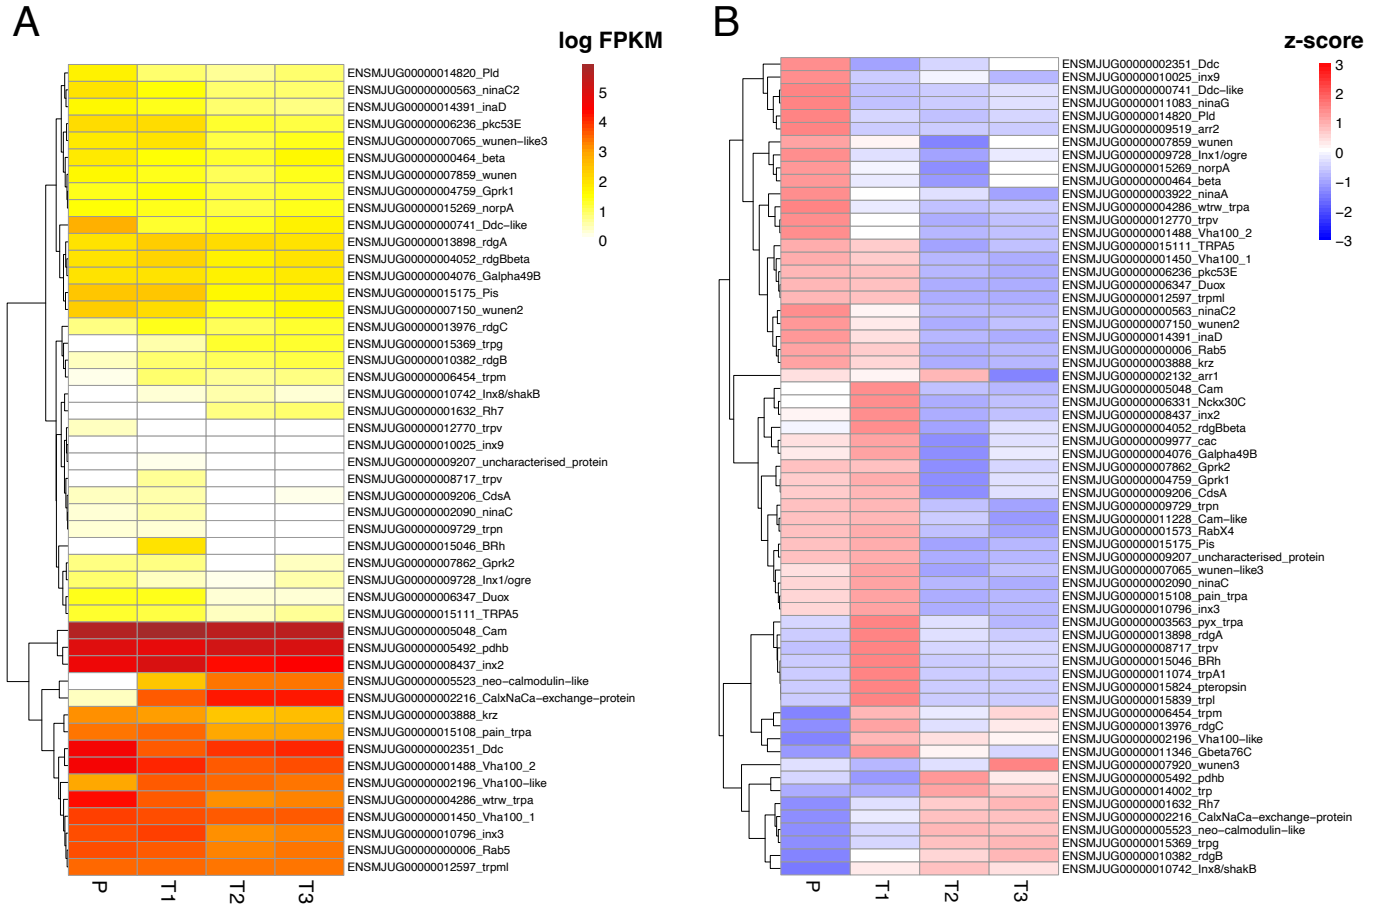 A
log FPKM
5
4
3
2
1
0
ENSMJUG00000014820_Pld
ENSMJUG00000000563_ninaC2
ENSMJUG00000014391_inaD
ENSMJUG00000006236_pkc53E
ENSMJUG00000007065_wunen-like3
ENSMJUG00000000464_beta
ENSMJUG00000007859_wunen
ENSMJUG00000004759_Gprk1
ENSMJUG00000015269_norpA
ENSMJUG00000000741_Ddc-like
ENSMJUG00000013898_rdgA
ENSMJUG00000004052_rdgBbeta
ENSMJUG00000004076_Galpha49B
ENSMJUG00000015175_Pis
ENSMJUG00000007150_wunen2
ENSMJUG00000013976_rdgC
ENSMJUG00000015369_trpg
ENSMJUG00000010382_rdgB
ENSMJUG00000006454_trpm
ENSMJUG00000010742_Inx8/shakB
ENSMJUG00000001632_Rh7
ENSMJUG00000012770_trpv
ENSMJUG00000010025_inx9
ENSMJUG00000009207_uncharacterised_protein
ENSMJUG00000008717_trpv
ENSMJUG00000009206_CdsA
ENSMJUG00000002090_ninaC
ENSMJUG00000009729_trpn
ENSMJUG00000015046_BRh
ENSMJUG00000007862_Gprk2
ENSMJUG00000009728_Inx1/ogre
ENSMJUG00000006347_Duox
ENSMJUG00000015111_TRPA5
ENSMJUG00000005048_Cam
ENSMJUG00000005492_pdhb
ENSMJUG00000008437_inx2
ENSMJUG00000005523_neo-calmodulin-like
ENSMJUG00000002216_CalxNaCa-exchange-protein
ENSMJUG00000003888_krz
ENSMJUG00000015108_pain_trpa
ENSMJUG00000002351_Ddc
ENSMJUG00000001488_Vha100_2
ENSMJUG00000002196_Vha100-like
ENSMJUG00000004286_wtrw_trpa
ENSMJUG00000001450_Vha100_1
ENSMJUG00000010796_inx3
ENSMJUG00000000006_Rab5
ENSMJUG00000012597_trpml
P
T1
T2
T3
B
z-score
3
2
1
0
−1
−2
−3
ENSMJUG00000002351_Ddc
ENSMJUG00000010025_inx9
ENSMJUG00000000741_Ddc-like
ENSMJUG00000011083_ninaG
ENSMJUG00000014820_Pld
ENSMJUG00000009519_arr2
ENSMJUG00000007859_wunen
ENSMJUG00000009728_Inx1/ogre
ENSMJUG00000015269_norpA
ENSMJUG00000000464_beta
ENSMJUG00000003922_ninaA
ENSMJUG00000004286_wtrw_trpa
ENSMJUG00000012770_trpv
ENSMJUG00000001488_Vha100_2
ENSMJUG00000015111_TRPA5
ENSMJUG00000001450_Vha100_1
ENSMJUG00000006236_pkc53E
ENSMJUG00000006347_Duox
ENSMJUG00000012597_trpml
ENSMJUG00000000563_ninaC2
ENSMJUG00000007150_wunen2
ENSMJUG00000014391_inaD
ENSMJUG00000000006_Rab5
ENSMJUG00000003888_krz
ENSMJUG00000002132_arr1
ENSMJUG00000005048_Cam
ENSMJUG00000006331_Nckx30C
ENSMJUG00000008437_inx2
ENSMJUG00000004052_rdgBbeta
ENSMJUG00000009977_cac
ENSMJUG00000004076_Galpha49B
ENSMJUG00000007862_Gprk2
ENSMJUG00000004759_Gprk1
ENSMJUG00000009206_CdsA
ENSMJUG00000009729_trpn
ENSMJUG00000011228_Cam-like
ENSMJUG00000001573_RabX4
ENSMJUG00000015175_Pis
ENSMJUG00000009207_uncharacterised_protein
ENSMJUG00000007065_wunen-like3
ENSMJUG00000002090_ninaC
ENSMJUG00000015108_pain_trpa
ENSMJUG00000010796_inx3
ENSMJUG00000003563_pyx_trpa
ENSMJUG00000013898_rdgA
ENSMJUG00000008717_trpv
ENSMJUG00000015046_BRh
ENSMJUG00000011074_trpA1
ENSMJUG00000015824_pteropsin
ENSMJUG00000015839_trpl
ENSMJUG00000006454_trpm
ENSMJUG00000013976_rdgC
ENSMJUG00000002196_Vha100-like
ENSMJUG00000011346_Gbeta76C
ENSMJUG00000007920_wunen3
ENSMJUG00000005492_pdhb
ENSMJUG00000014002_trp
ENSMJUG00000001632_Rh7
ENSMJUG00000002216_CalxNaCa-exchange-protein
ENSMJUG00000005523_neo-calmodulin-like
ENSMJUG00000015369_trpg
ENSMJUG00000010382_rdgB
ENSMJUG00000010742_Inx8/shakB
P
T1
T2
T3